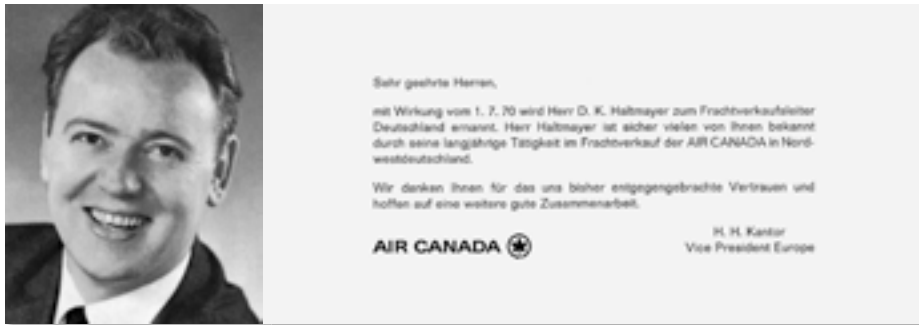 Sehr geehrte Herren,
mit Wirkung vom 1. 7. 70 wird Herr D. K. Haltmayer zum Frachtverkaufsleiter
Deutschland ernannt. Herr Haltmayer ist sicher vielen von Ihnen bekannt
durch seine langjährige Tätigkeit im Frachtverkauf der AIR CANADA in Nord-
westdeutschland.
Wir danken Ihnen für das uns bisher entgegengebrachte Vertrauen und
hoffen auf eine weitere gute Zusammenarbeit.
H. H. Kantor
AIR CANADA
Vice President Europe